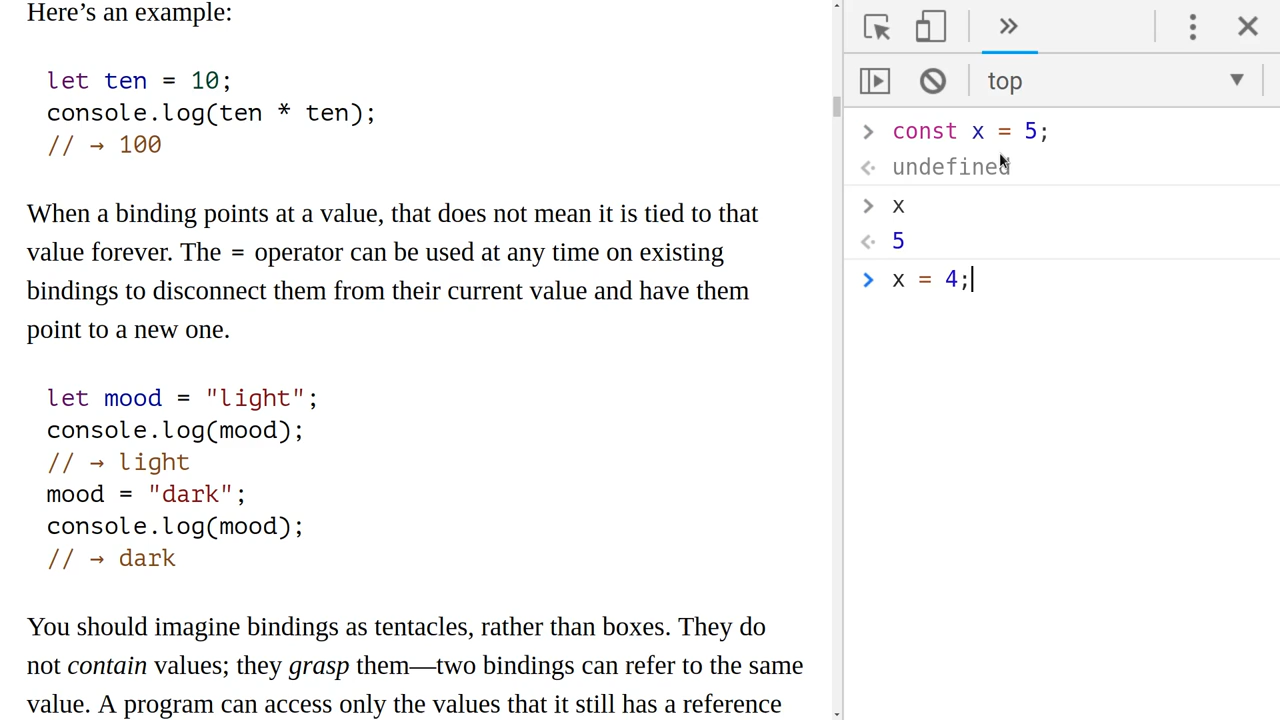 Here’s an example:
let ten = 10;
console.log(ten * ten);
// → 100
When a binding points at a value, that does not mean it is tied to that
value forever. The = operator can be used at any time on existing
bindings to disconnect them from their current value and have them
point to a new one.
let mood = "light";
console.log(mood);
// → light
mood = "dark";
console.log(mood);
// → dark
You should imagine bindings as tentacles, rather than boxes. They do
not contain values; they grasp them—two bindings can refer to the same
value. A program can access only the values that it still has a reference
top
const x = 5;
undefined
x
5
x = 4;